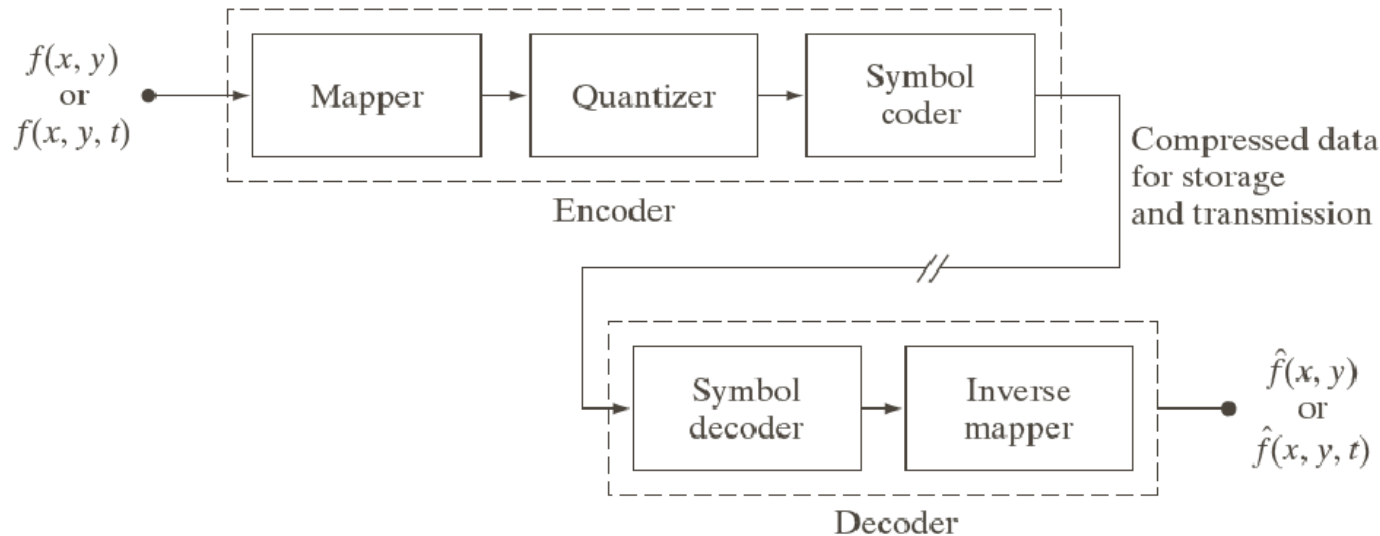 f(x, y)
or
f(x, y, t)
Mapper
Quantizer
Symbol
coder
Encoder
Compressed data
for storage
and transmission
Symbol
decoder
Inverse
mapper
Decoder
f̂(x, y)
or
f̂(x, y, t)